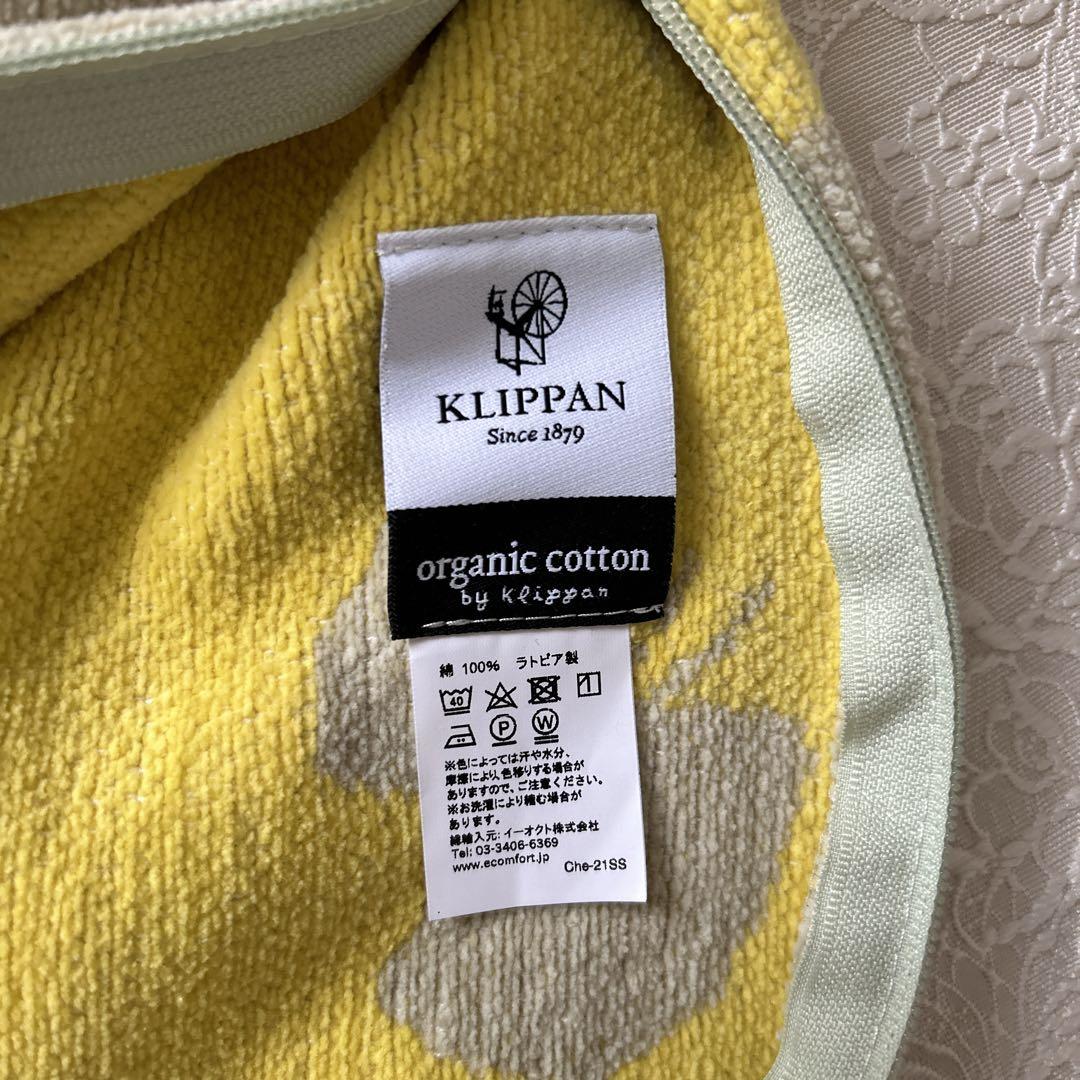 KLIPPAN
Since 1879
organic cotton
by klippan
綿 100% ラトビア製
40 1
P W
※色によっては汗や水分、
摩擦により、色移りする場合が
ありますので、ご注意ください。
※お洗濯により縮む場合が
あります。
総輸入元: イーオクト株式会社
Tel: 03-3406-6369
www.ecomfort.jp Che-21SS